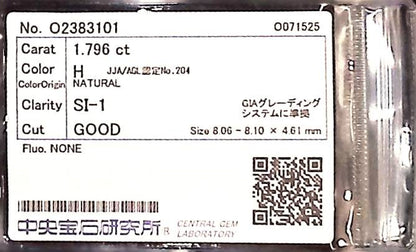 No. O2383101 O071525
Carat 1.796 ct
Color H JJA/AGL認定No.204
ColorOrigin NATURAL
Clarity SI-1 GIAグレーディング
システムに準拠
Cut GOOD Size 8.06 - 8.10 × 4.61 mm
Fluo. NONE
中央宝石研究所® CENTRAL GEM
LABORATORY